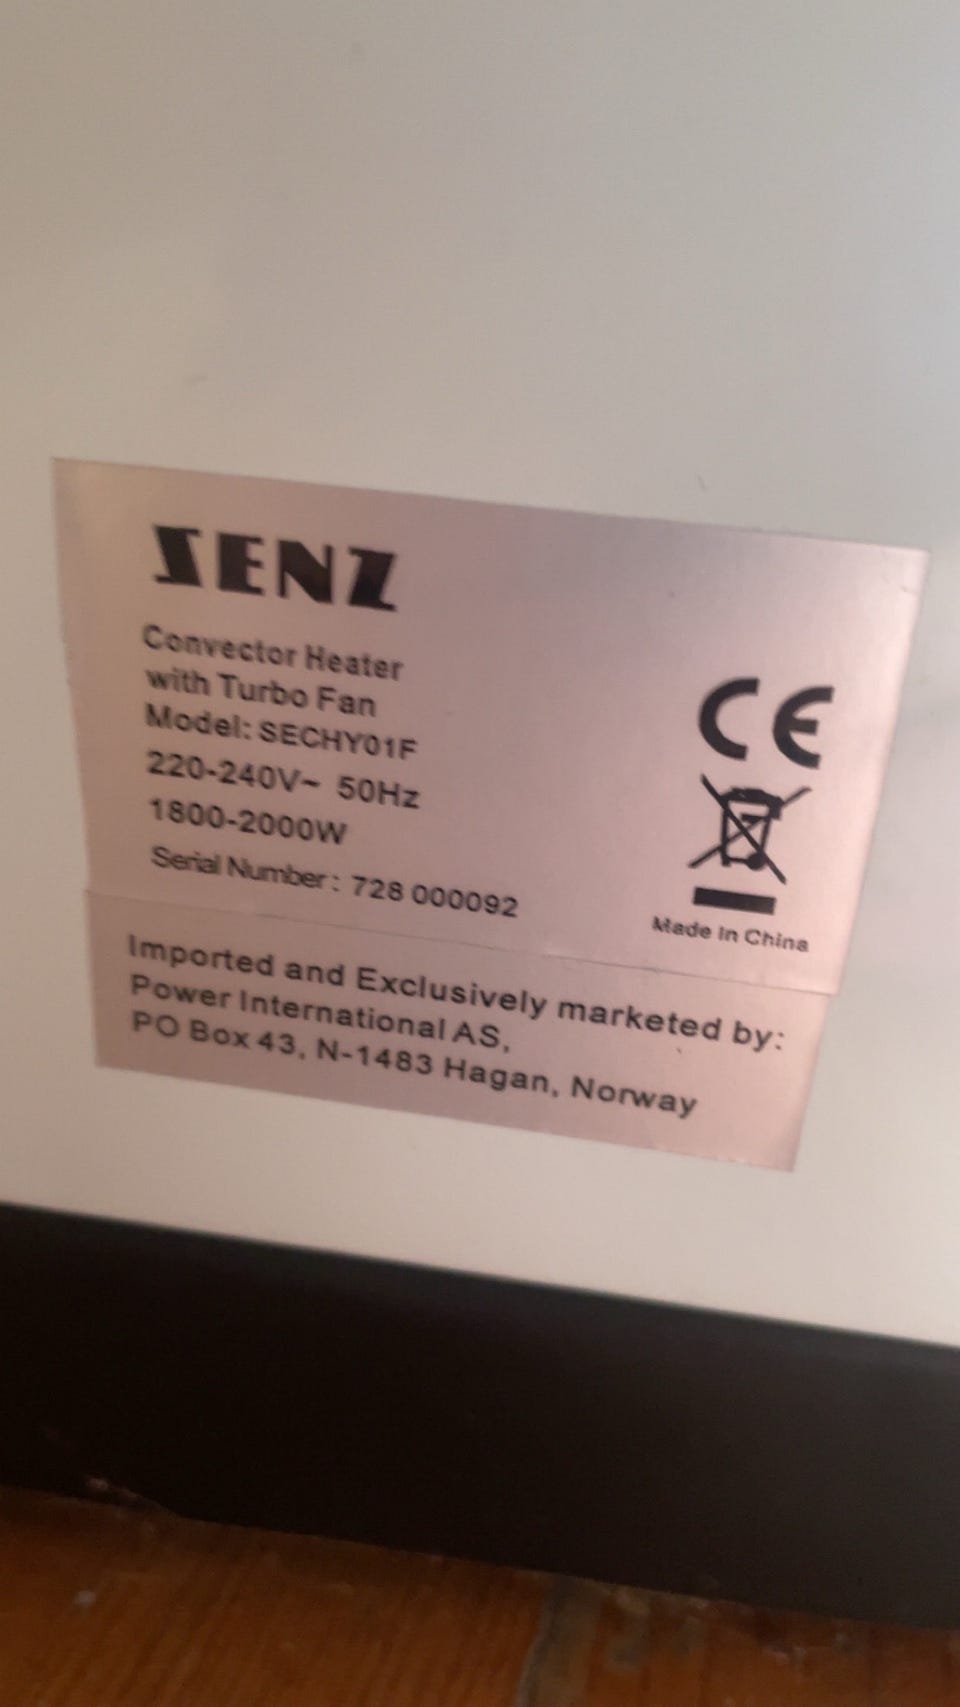 SENZ
Convector Heater
with Turbo Fan
Model: SECHY01F
220-240V~ 50Hz
1800-2000W
Serial Number: 728 000092
CE
Made In China
Imported and Exclusively marketed by:
Power International AS,
PO Box 43, N-1483 Hagan, Norway